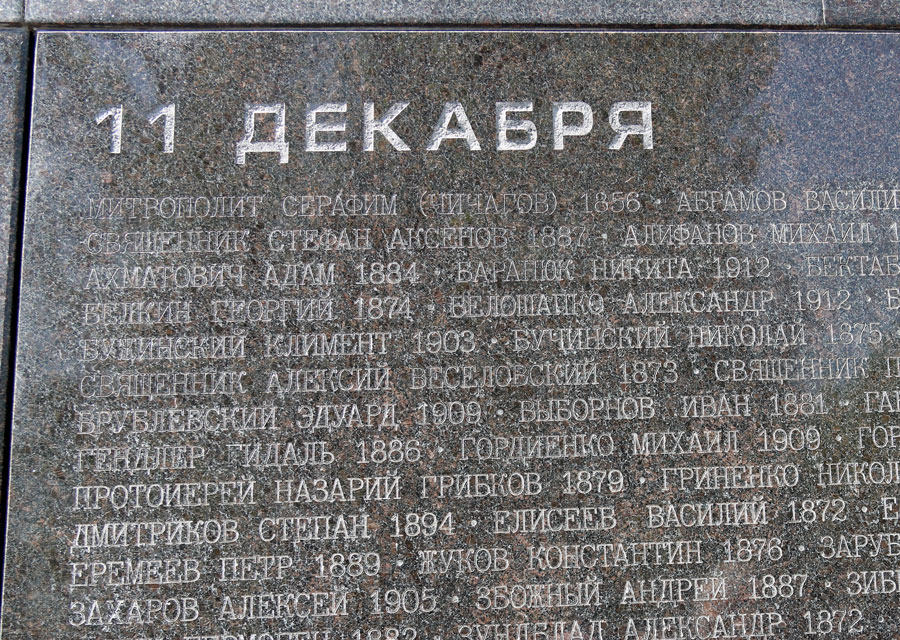 11 ДЕКАБРЯ
МИТРОПОЛИТ СЕРАФИМ (ЧИЧАГОВ) 1856 · АБРАМОВ
СВЯЩЕННИК СТЕФАН АКСЕНОВ 1887 · АЛИФАНОВ МИХАИЛ
АХМАТОВИЧ АДАМ 1884 · БАРАНЮК НИКИТА 1912 ·
БЕЛКИН ГЕОРГИЙ 1874 · БЕЛОШАПКО АЛЕКСАНДР 1912 ·
КЛИМЕНТ 1903 · БУЧИНСКИЙ НИКОЛАЙ 1875 ·
СВЯЩЕННИК АЛЕКСИЙ ВЕСЕЛОВСКИЙ 1873 · СВЯЩЕННИК
ВРУБЛЕВСКИЙ ЭДУАРД 1909 · ВЫБОРНОВ ИВАН 1881 ·
ГЕНДЛЕР ГИДАЛЬ 1886 · ГОРДИЕНКО МИХАИЛ 1909 ·
ПРОТОИЕРЕЙ НАЗАРИЙ ГРИБКОВ 1879 · ГРИНЕНКО
ДМИТРИКОВ СТЕПАН 1894 · ЕЛИСЕЕВ ВАСИЛИЙ 1872 ·
ЕРЕМЕЕВ ПЕТР 1889 · ЖУКОВ КОНСТАНТИН 1876 ·
ЗАХАРОВ АЛЕКСЕЙ 1905 · ЗБОЖНЫЙ АНДРЕЙ 1887 ·
АЛЕКСАНДР 1872 ·